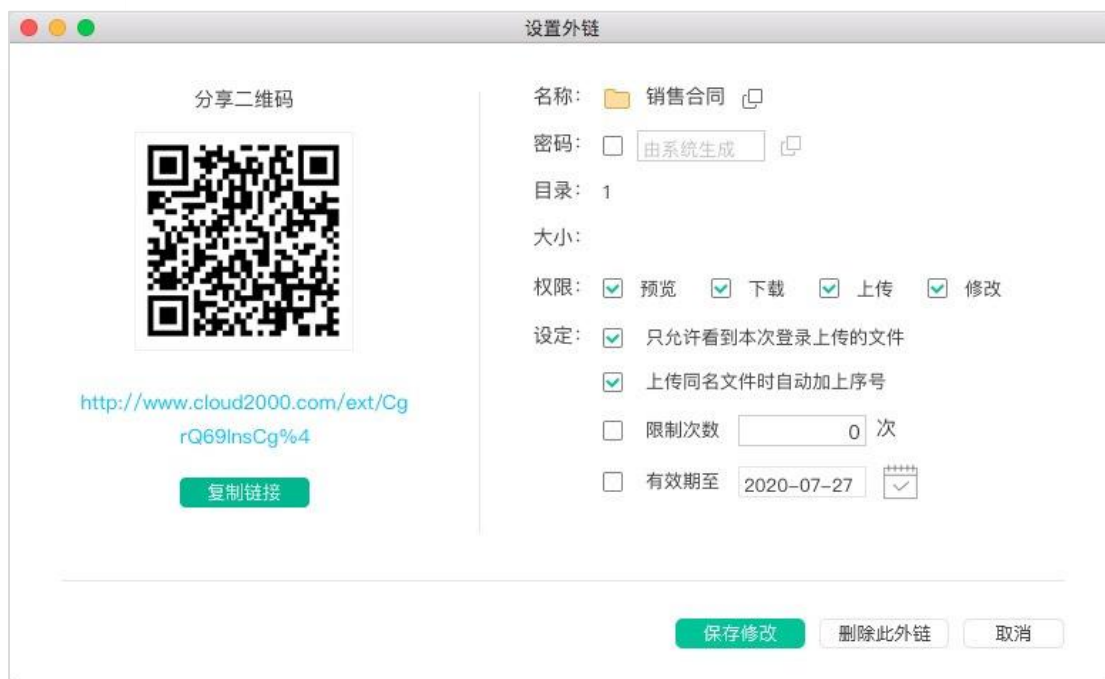 设置外链
分享二维码
http://www.cloud2000.com/ext/Cg
rQ69lnsCg%4
复制链接
名称： 销售合同
密码： 由系统生成
目录： 1
大小：
权限： 预览 下载 上传 修改
设定： 只允许看到本次登录上传的文件
上传同名文件时自动加上序号
限制次数 0 次
有效期至 2020-07-27
保存修改 删除此外链 取消